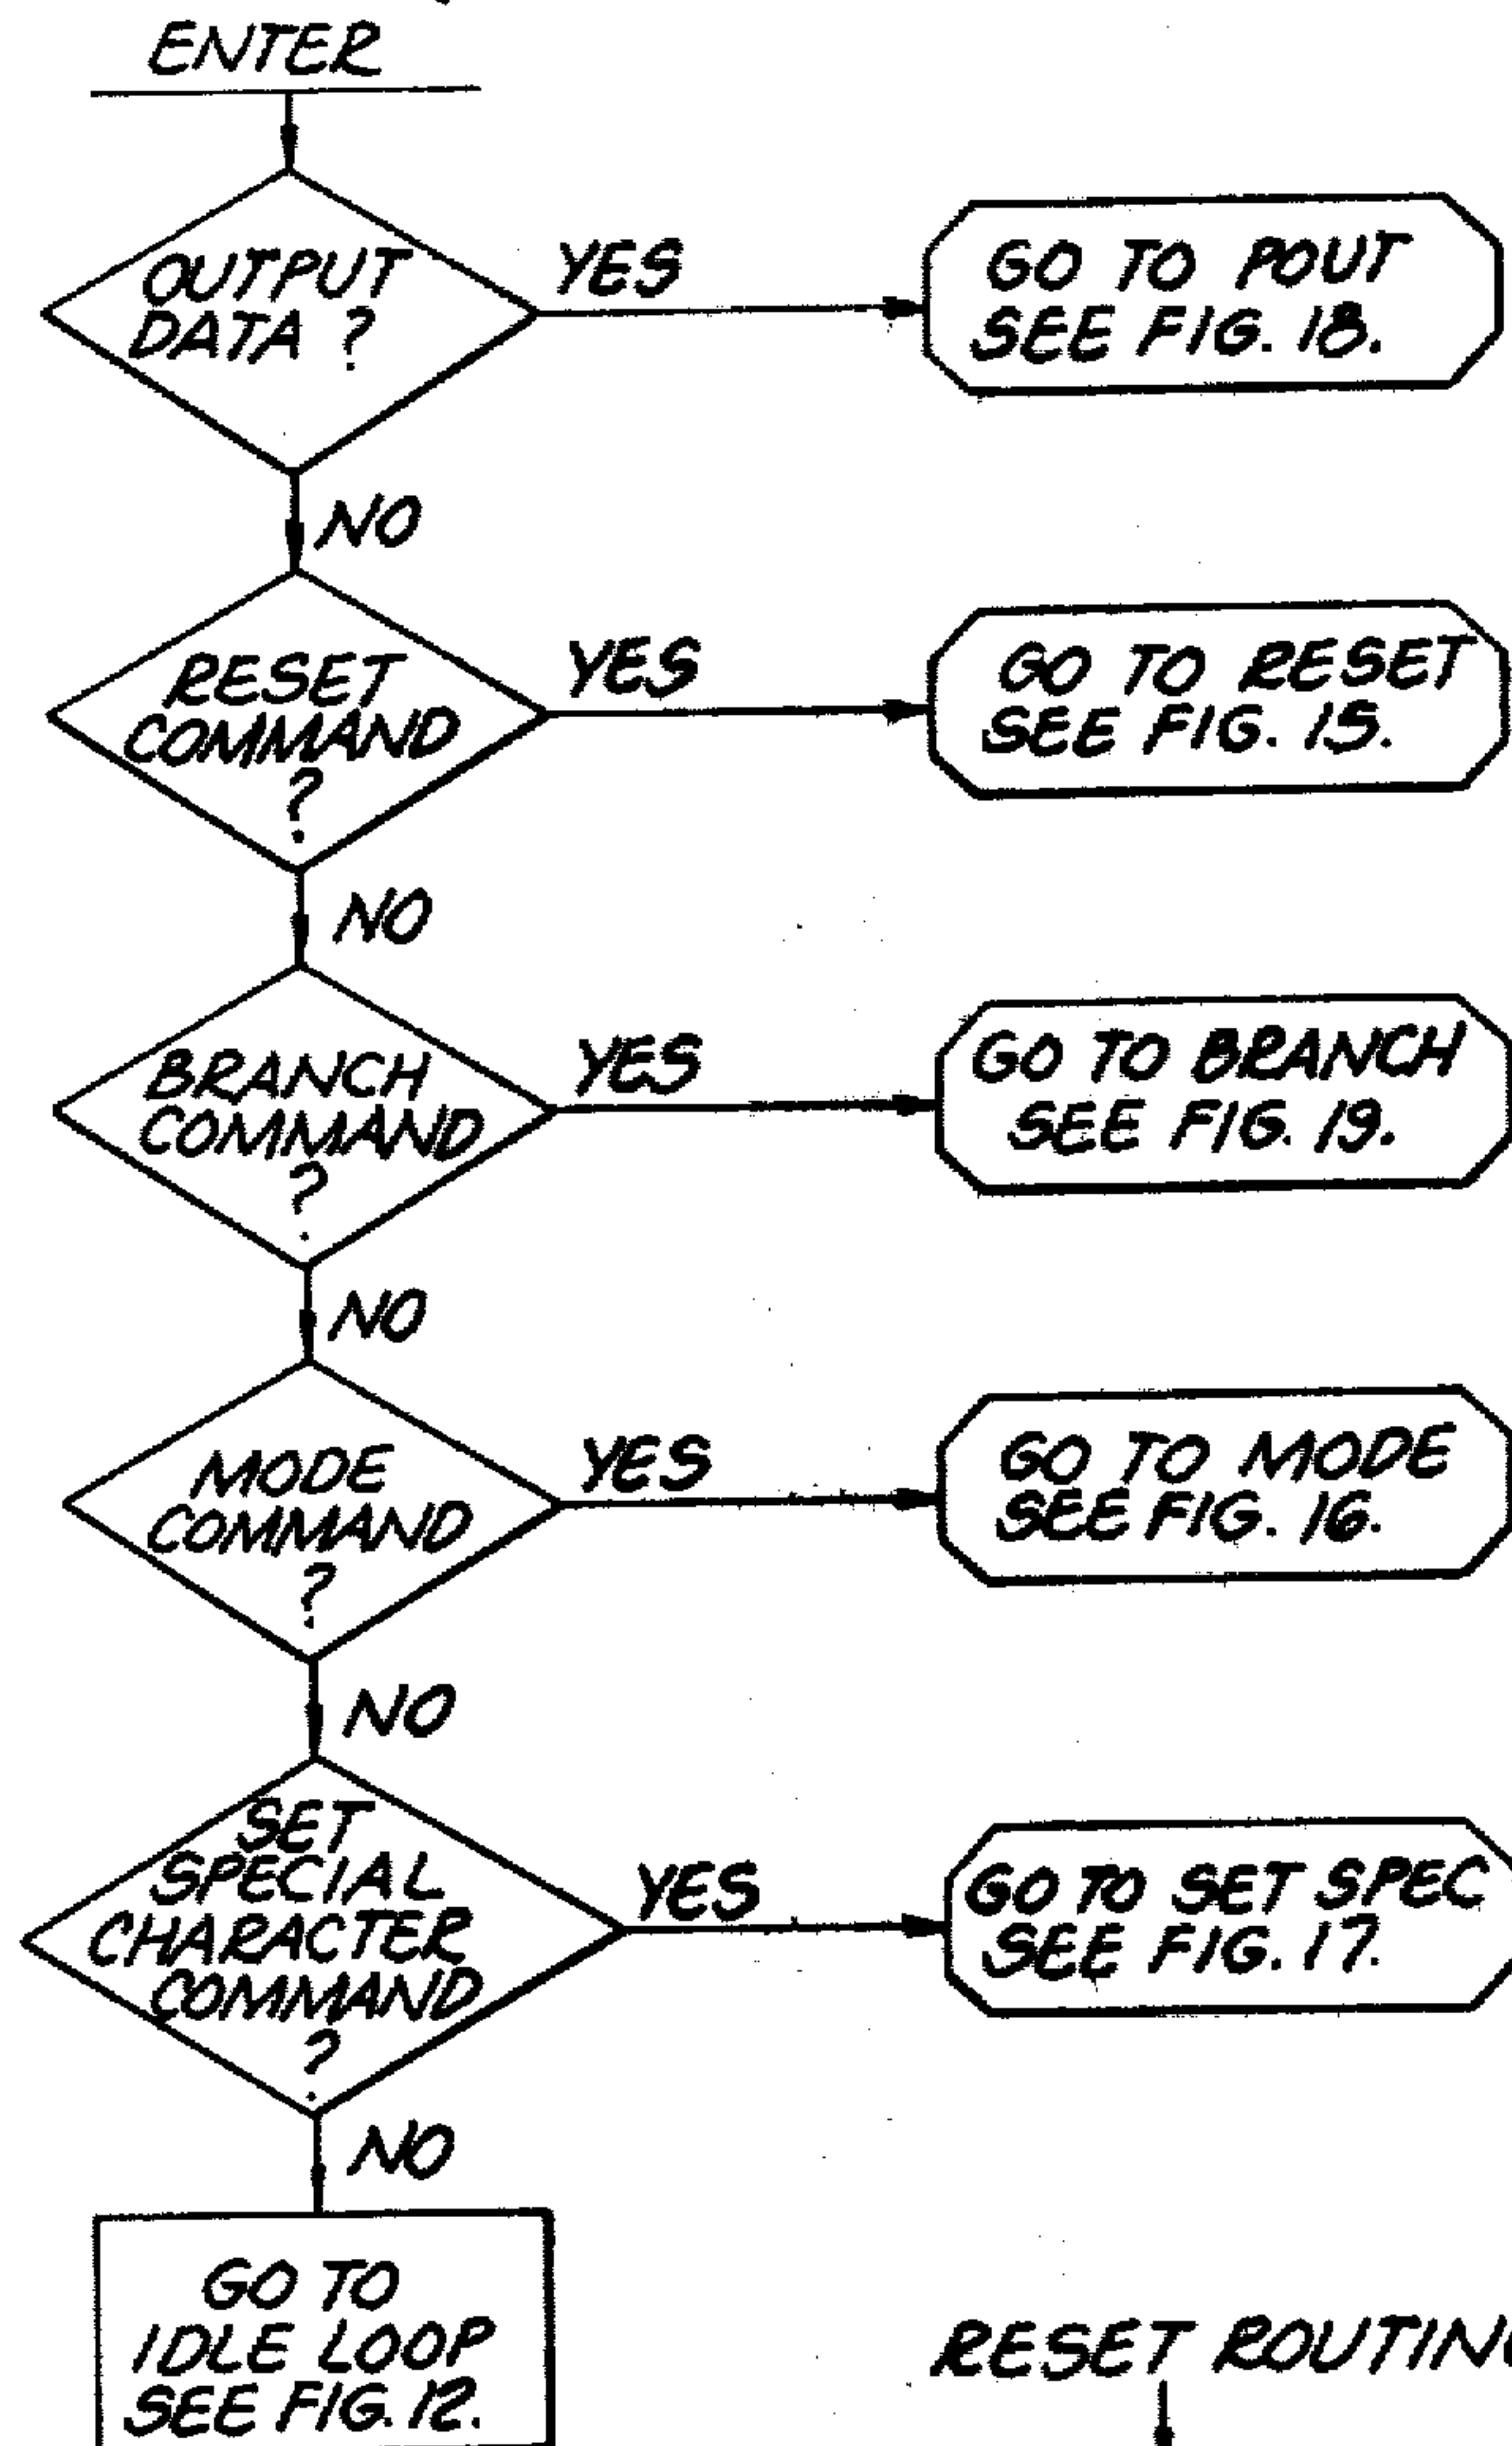 ENTER
OUTPUT
DATA ?
YES
GO TO POUT
SEE FIG. 18.
NO
RESET
COMMAND
?
YES
GO TO RESET
SEE FIG. 15.
NO
BRANCH
COMMAND
?
YES
GO TO BRANCH
SEE FIG. 19.
NO
MODE
COMMAND
?
YES
GO TO MODE
SEE FIG. 16.
NO
SET
SPECIAL
CHARACTER
COMMAND
?
YES
GO TO SET SPEC
SEE FIG. 17.
NO
GO TO
IDLE LOOP
SEE FIG. 12.
RESET ROUTIN